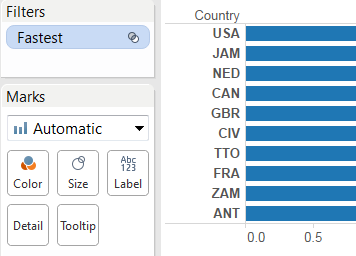 Filters
Fastest
Marks
Automatic
Color
Size
Abc
123
Label
Detail
Tooltip
Country
USA
JAM
NED
CAN
GBR
CIV
TTO
FRA
ZAM
ANT
0.0 0.5